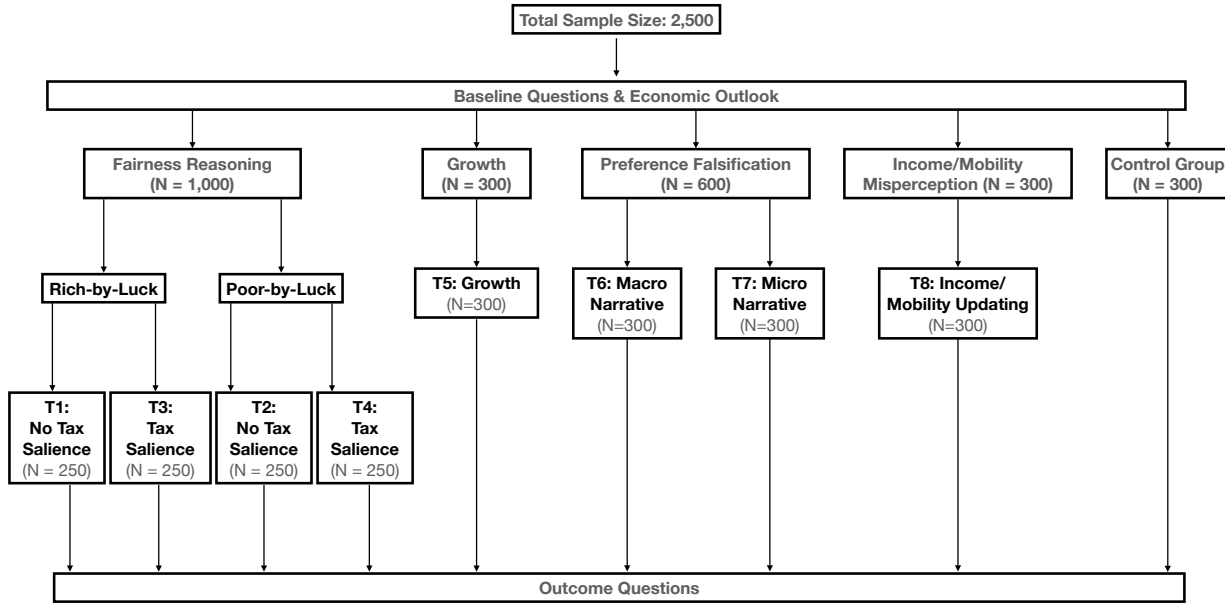 Total Sample Size: 2,500
Baseline Questions & Economic Outlook
Fairness Reasoning
(N = 1,000)
Growth
(N = 300)
Preference Falsification
(N = 600)
Income/Mobility
Misperception (N = 300)
Control Group
(N = 300)
Rich-by-Luck
Poor-by-Luck
T5: Growth
(N=300)
T6: Macro
Narrative
(N=300)
T7: Micro
Narrative
(N=300)
T8: Income/
Mobility Updating
(N=300)
T1:
No Tax
Salience
(N = 250)
T3:
Tax
Salience
(N = 250)
T2:
No Tax
Salience
(N = 250)
T4:
Tax
Salience
(N = 250)
Outcome Questions